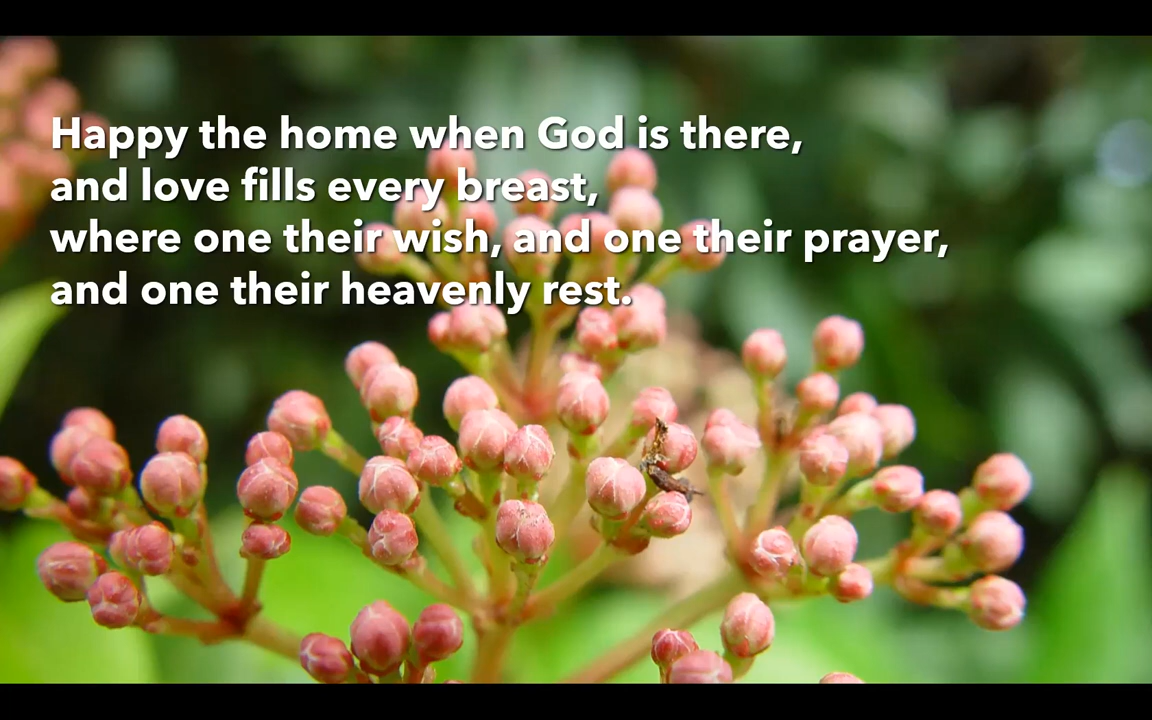 Happy the home when God is there,
and love fills every breast,
where one their wish, and one their prayer,
and one their heavenly rest.